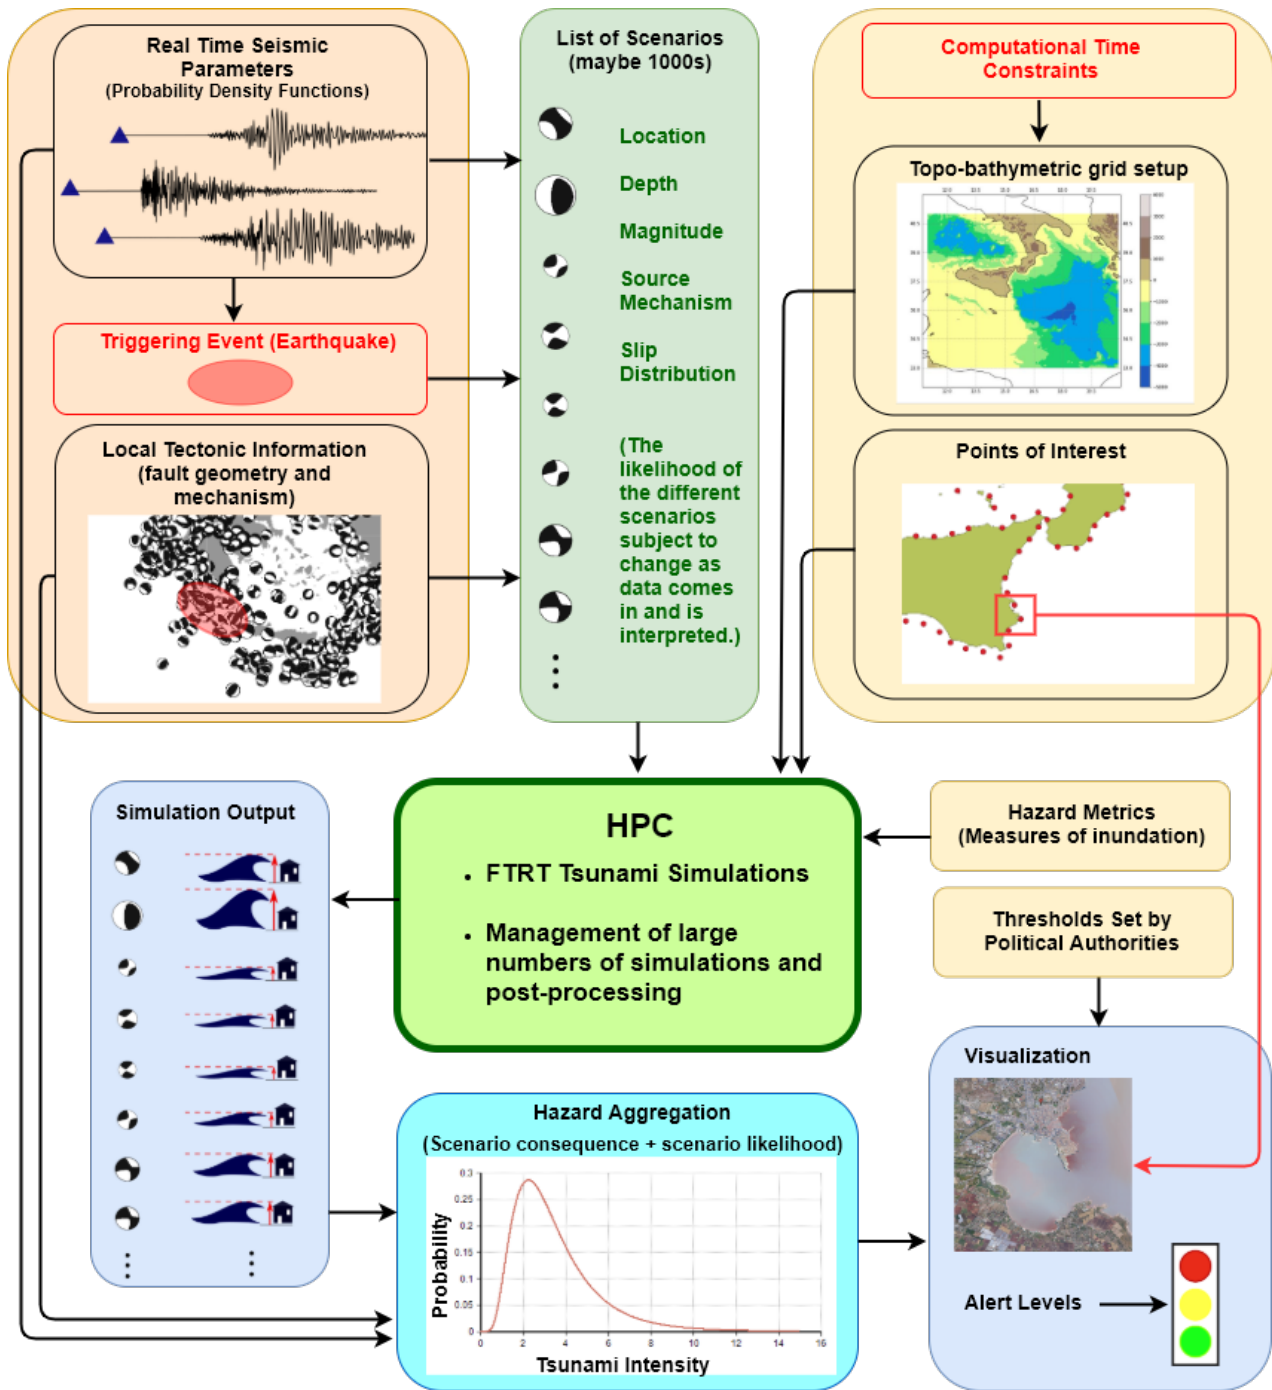 Real Time Seismic
Parameters
(Probability Density Functions)
Triggering Event (Earthquake)
Local Tectonic Information
(fault geometry and
mechanism)
List of Scenarios
(maybe 1000s)
Location
Depth
Magnitude
Source
Mechanism
Slip
Distribution
(The
likelihood of
the different
scenarios
subject to
change as
data comes
in and is
interpreted.)
Computational Time
Constraints
Topo-bathymetric grid setup
Points of Interest
Simulation Output
HPC
• FTRT Tsunami Simulations
• Management of large
numbers of simulations and
post-processing
Hazard Metrics
(Measures of inundation)
Thresholds Set by
Political Authorities
Visualization
Alert Levels
Hazard Aggregation
(Scenario consequence + scenario likelihood)
Probability
0.3
0.25
0.2
0.15
0.1
0.05
0
0 2 4 6 8 10 12 14 16
Tsunami Intensity